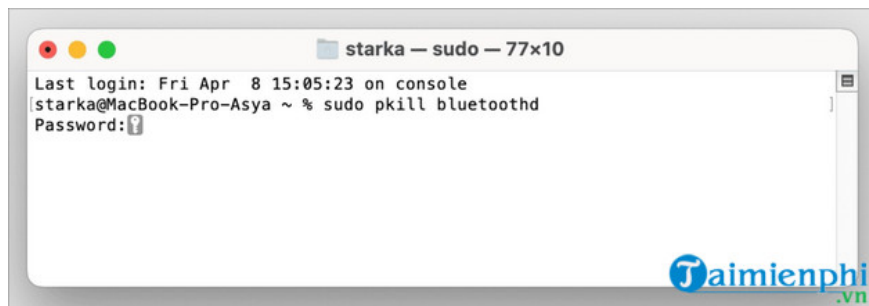 starka — sudo — 77×10
Last login: Fri Apr  8 15:05:23 on console
[starka@MacBook-Pro-Asya ~ % sudo pkill bluetoothd ]
Password:
Taimienphi
.vn